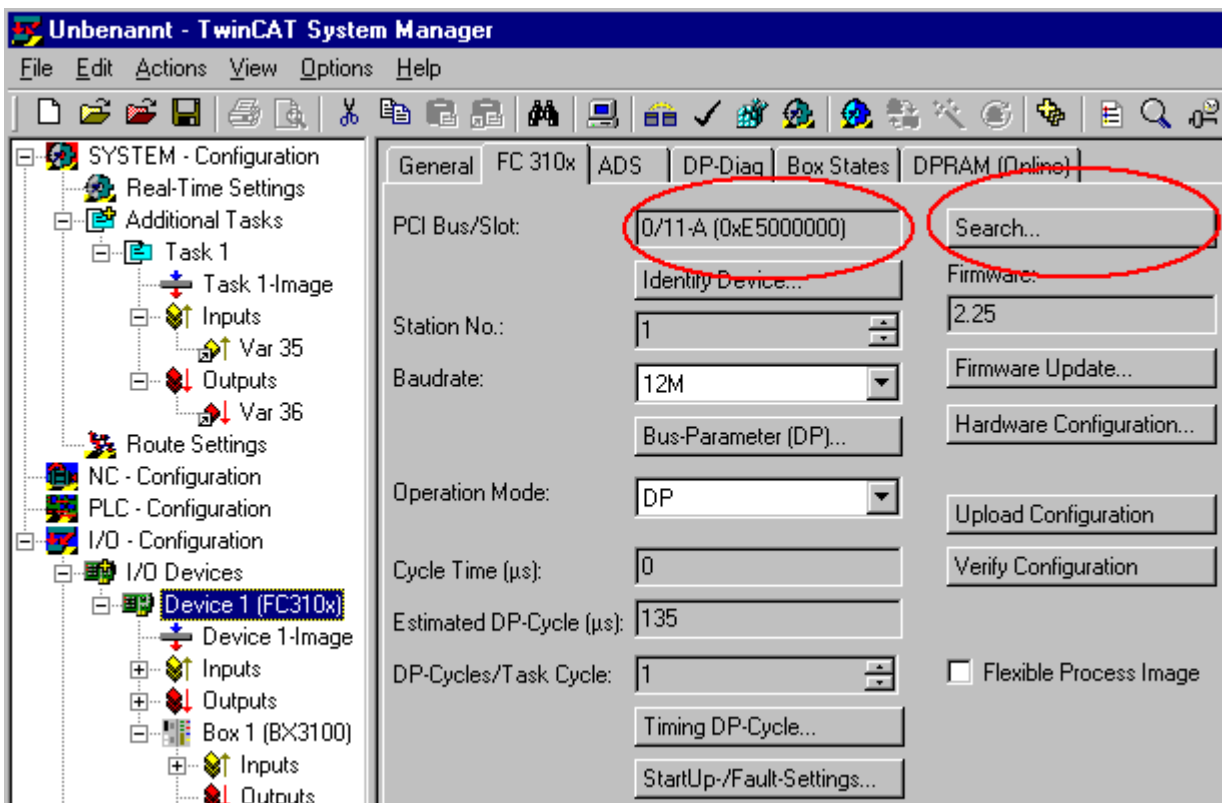 Unbenannt - TwinCAT System Manager
File Edit Actions View Options Help
SYSTEM - Configuration
Real-Time Settings
Additional Tasks
Task 1
Task 1-Image
Inputs
Var 35
Outputs
Var 36
Route Settings
NC - Configuration
PLC - Configuration
I/O - Configuration
I/O Devices
Device 1 (FC310x)
Device 1-Image
Inputs
Outputs
Box 1 (BX3100)
Inputs
Outputs
General FC 310x ADS DP-Diag Box States DPRAM (Online)
PCI Bus/Slot: 0/11-A (0xE5000000) Search...
Identify Device... Firmware:
2.25
Station No.: 1
Firmware Update...
Baudrate: 12M
Hardware Configuration...
Bus-Parameter (DP)...
Operation Mode: DP
Upload Configuration
Cycle Time (µs): 0 Verify Configuration
Estimated DP-Cycle (µs): 135
DP-Cycles/Task Cycle: 1 Flexible Process Image
Timing DP-Cycle...
StartUp-/Fault-Settings...